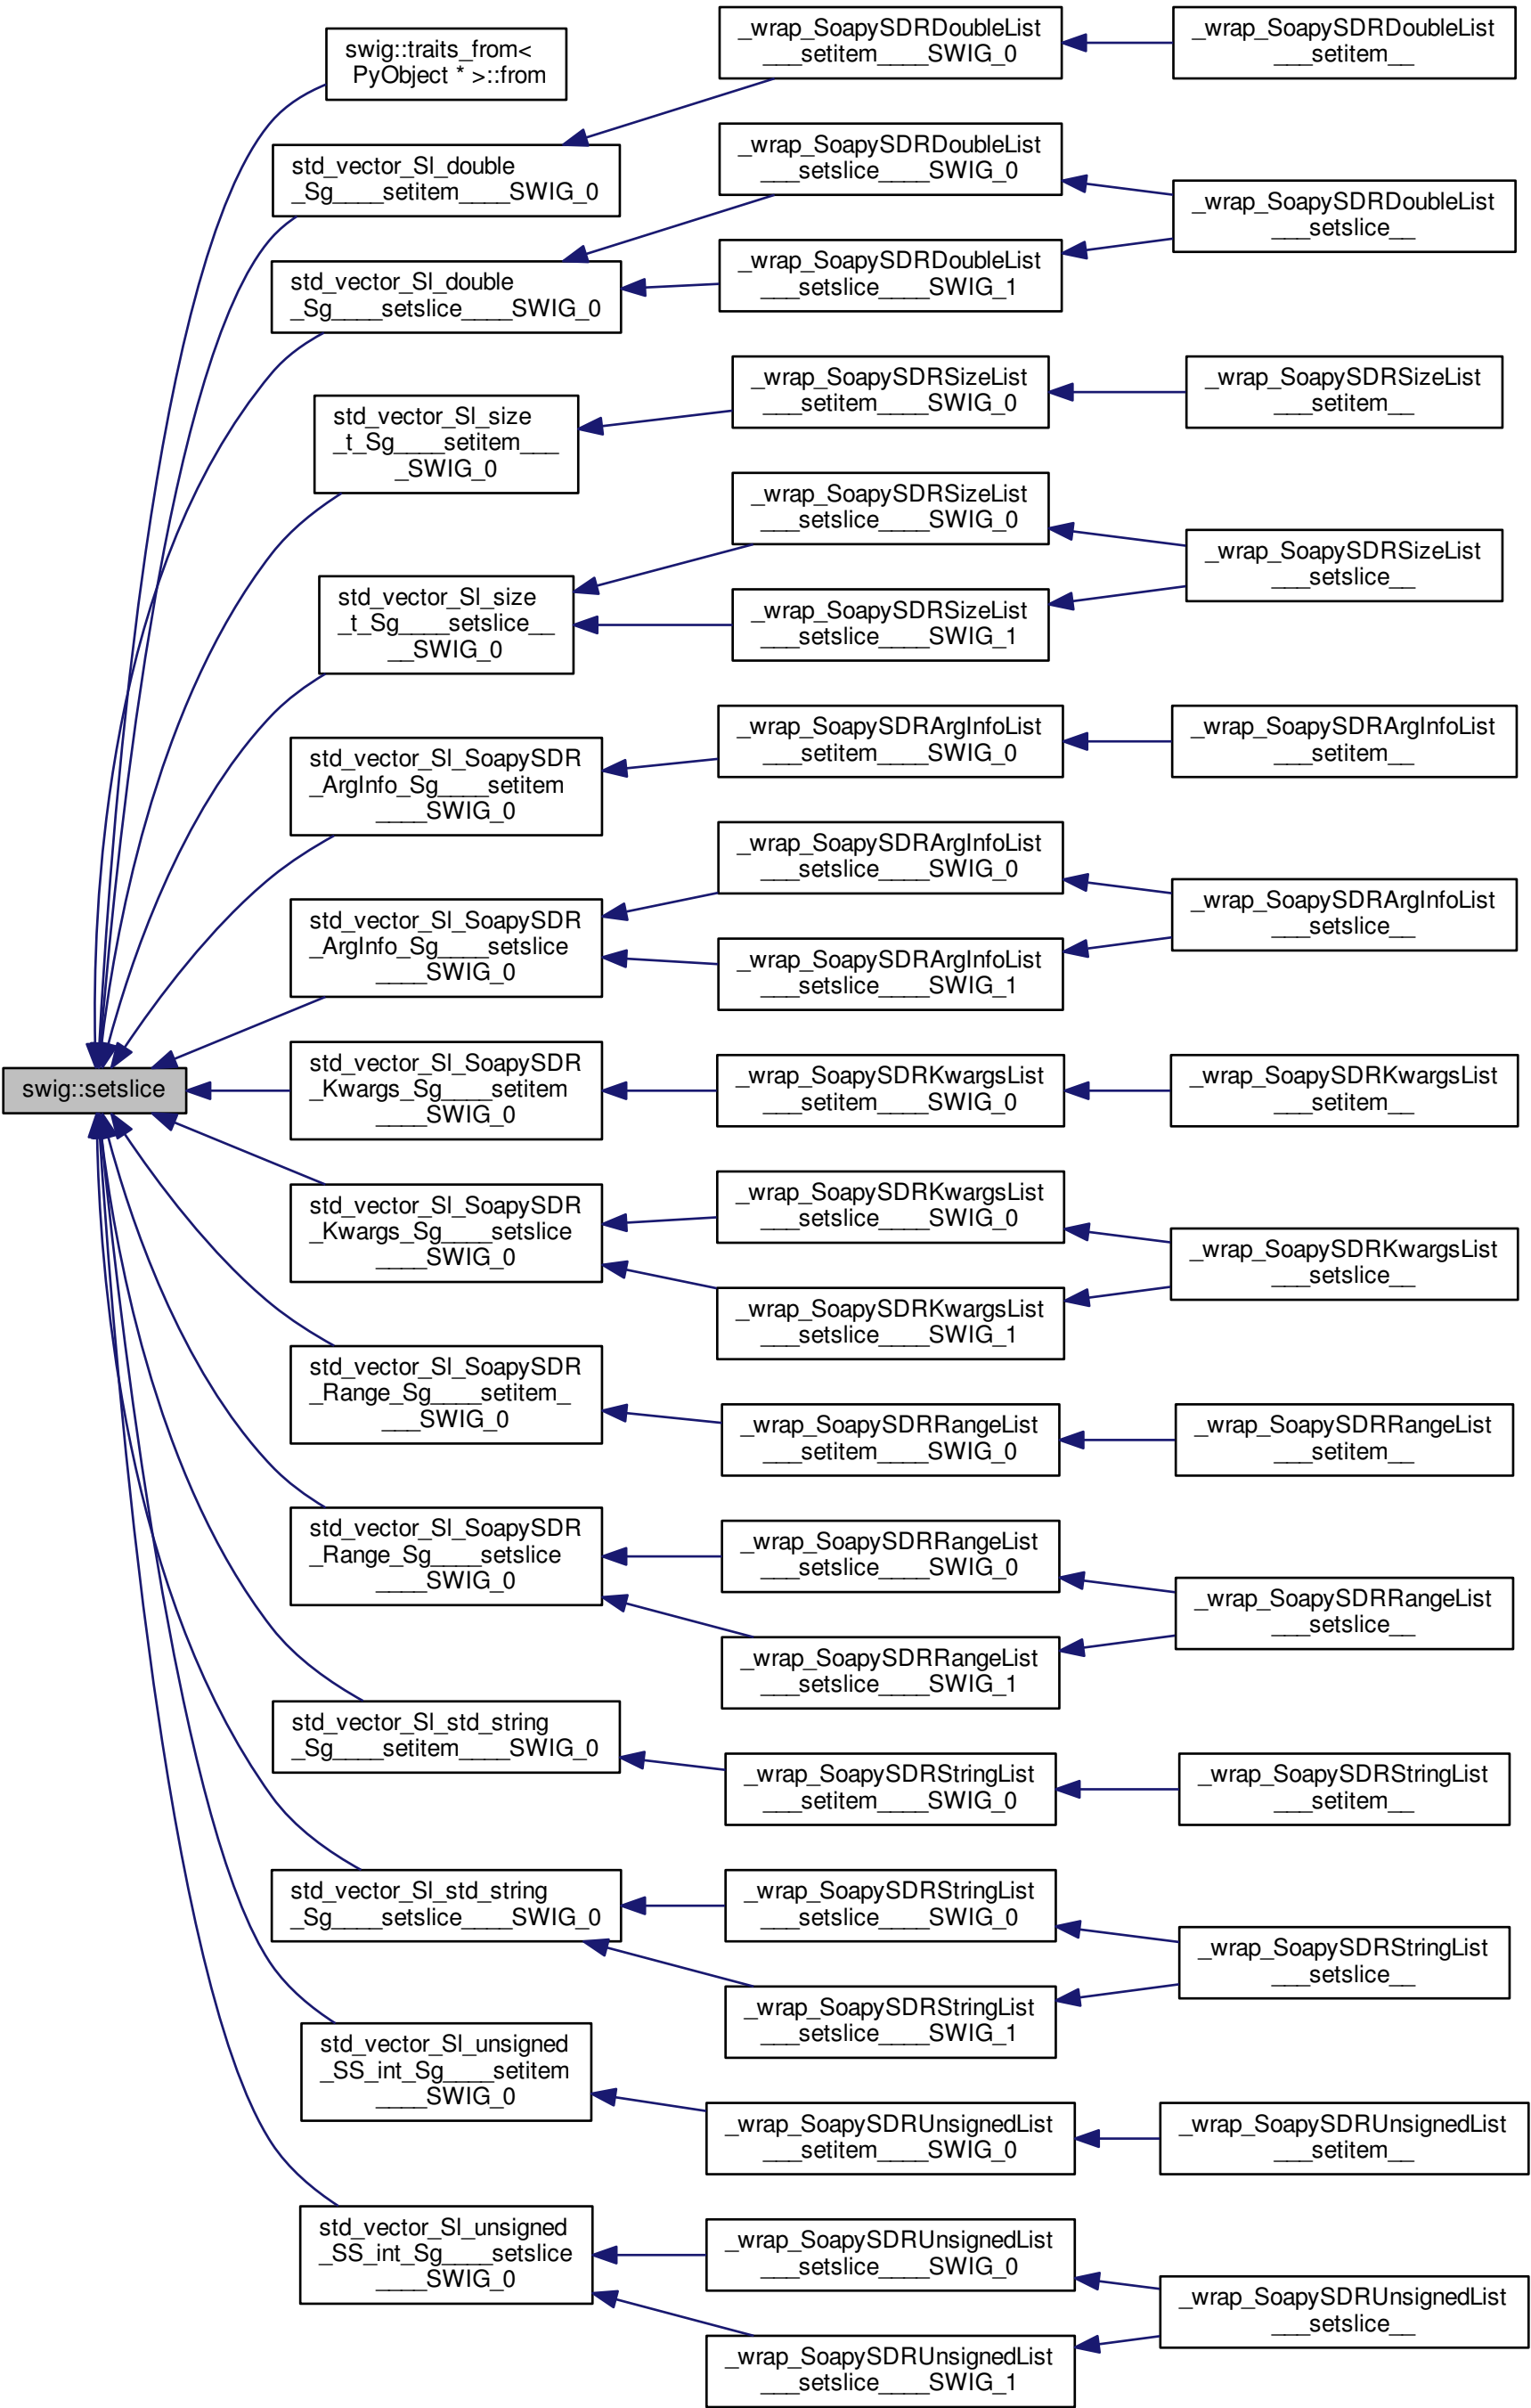 swig::traits_from<
PyObject * >::from
std_vector_Sl_double
_Sg____setitem____SWIG_0
std_vector_Sl_double
_Sg____setslice____SWIG_0
std_vector_Sl_size
_t_Sg____setitem___
_SWIG_0
std_vector_Sl_size
_t_Sg____setslice__
__SWIG_0
std_vector_Sl_SoapySDR
_ArgInfo_Sg____setitem
____SWIG_0
std_vector_Sl_SoapySDR
_ArgInfo_Sg____setslice
____SWIG_0
swig::setslice
std_vector_Sl_SoapySDR
_Kwargs_Sg____setitem
____SWIG_0
std_vector_Sl_SoapySDR
_Kwargs_Sg____setslice
____SWIG_0
std_vector_Sl_SoapySDR
_Range_Sg____setitem_
___SWIG_0
std_vector_Sl_SoapySDR
_Range_Sg____setslice
____SWIG_0
std_vector_Sl_std_string
_Sg____setitem____SWIG_0
std_vector_Sl_std_string
_Sg____setslice____SWIG_0
std_vector_Sl_unsigned
_SS_int_Sg____setitem
____SWIG_0
std_vector_Sl_unsigned
_SS_int_Sg____setslice
____SWIG_0
_wrap_SoapySDRDoubleList
___setitem____SWIG_0
_wrap_SoapySDRDoubleList
___setslice____SWIG_0
_wrap_SoapySDRDoubleList
___setslice____SWIG_1
_wrap_SoapySDRSizeList
___setitem____SWIG_0
_wrap_SoapySDRSizeList
___setslice____SWIG_0
_wrap_SoapySDRSizeList
___setslice____SWIG_1
_wrap_SoapySDRArgInfoList
___setitem____SWIG_0
_wrap_SoapySDRArgInfoList
___setslice____SWIG_0
_wrap_SoapySDRArgInfoList
___setslice____SWIG_1
_wrap_SoapySDRKwargsList
___setitem____SWIG_0
_wrap_SoapySDRKwargsList
___setslice____SWIG_0
_wrap_SoapySDRKwargsList
___setslice____SWIG_1
_wrap_SoapySDRRangeList
___setitem____SWIG_0
_wrap_SoapySDRRangeList
___setslice____SWIG_0
_wrap_SoapySDRRangeList
___setslice____SWIG_1
_wrap_SoapySDRStringList
___setitem____SWIG_0
_wrap_SoapySDRStringList
___setslice____SWIG_0
_wrap_SoapySDRStringList
___setslice____SWIG_1
_wrap_SoapySDRUnsignedList
___setitem____SWIG_0
_wrap_SoapySDRUnsignedList
___setslice____SWIG_0
_wrap_SoapySDRUnsignedList
___setslice____SWIG_1
_wrap_SoapySDRDoubleList
___setitem__
_wrap_SoapySDRDoubleList
___setslice__
_wrap_SoapySDRSizeList
___setitem__
_wrap_SoapySDRSizeList
___setslice__
_wrap_SoapySDRArgInfoList
___setitem__
_wrap_SoapySDRArgInfoList
___setslice__
_wrap_SoapySDRKwargsList
___setitem__
_wrap_SoapySDRKwargsList
___setslice__
_wrap_SoapySDRRangeList
___setitem__
_wrap_SoapySDRRangeList
___setslice__
_wrap_SoapySDRStringList
___setitem__
_wrap_SoapySDRStringList
___setslice__
_wrap_SoapySDRUnsignedList
___setitem__
_wrap_SoapySDRUnsignedList
___setslice__